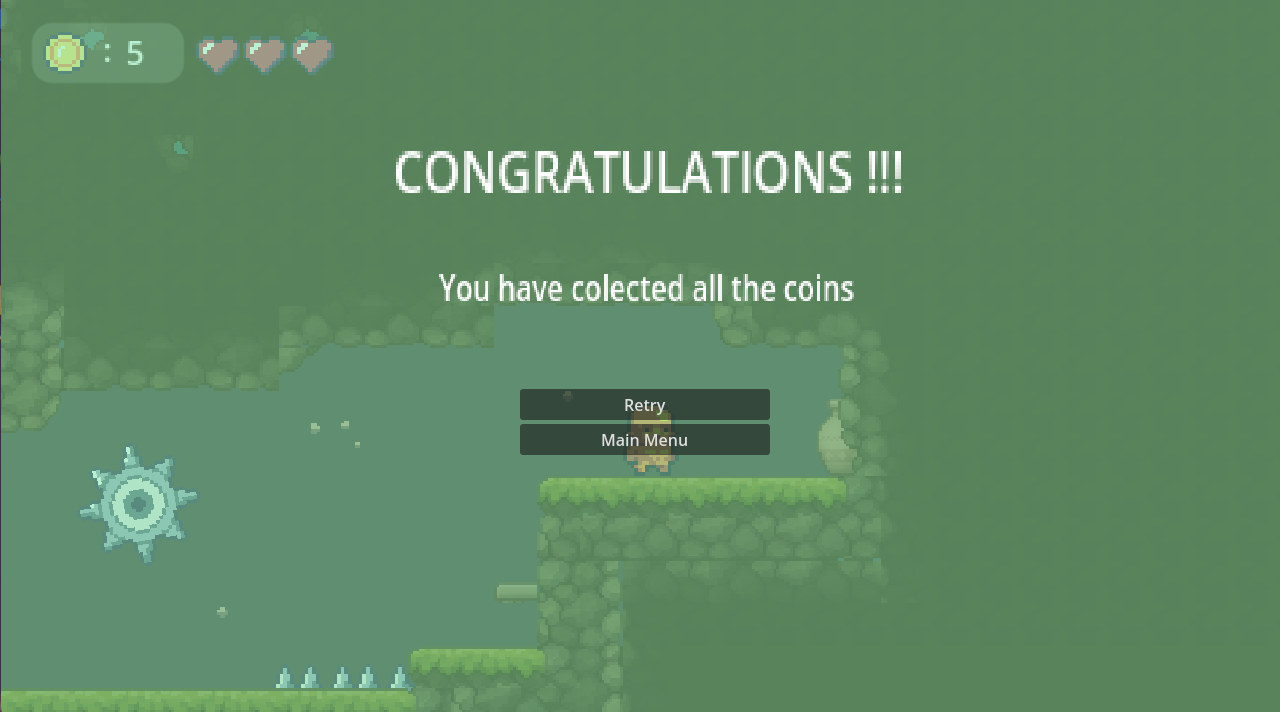 : 5
CONGRATULATIONS !!!
You have colected all the coins
Retry
Main Menu